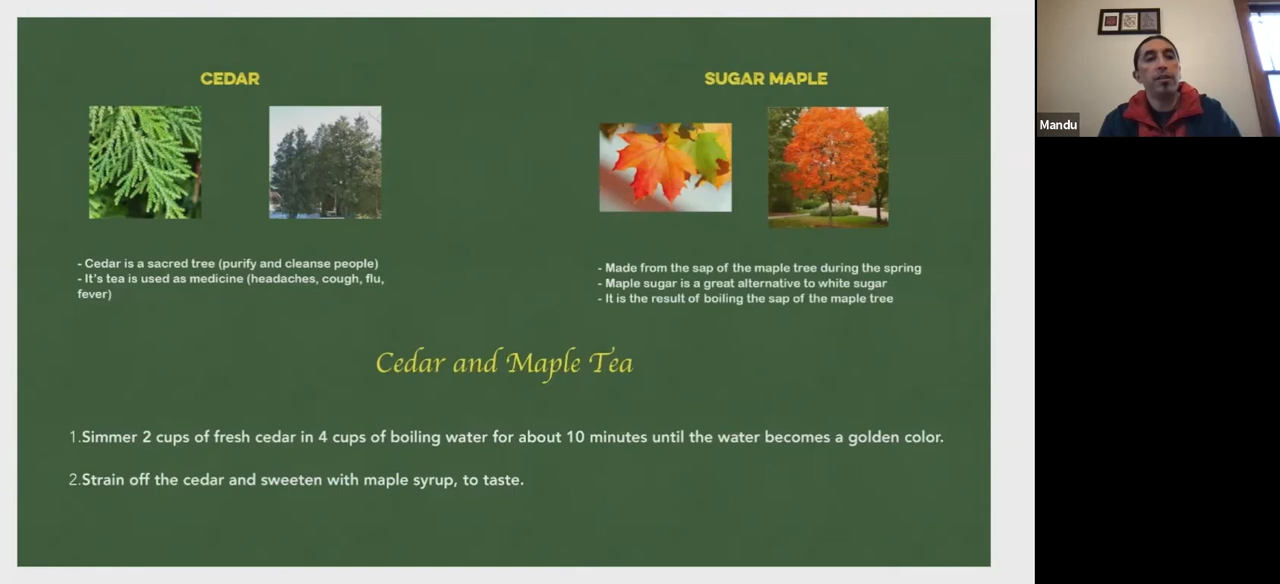 CEDAR
- Cedar is a sacred tree (purify and cleanse people)
- It's tea is used as medicine (headaches, cough, flu,
fever)
SUGAR MAPLE
- Made from the sap of the maple tree during the spring
- Maple sugar is a great alternative to white sugar
- It is the result of boiling the sap of the maple tree
Cedar and Maple Tea
1.Simmer 2 cups of fresh cedar in 4 cups of boiling water for about 10 minutes until the water becomes a golden color.
2.Strain off the cedar and sweeten with maple syrup, to taste.
Mandu